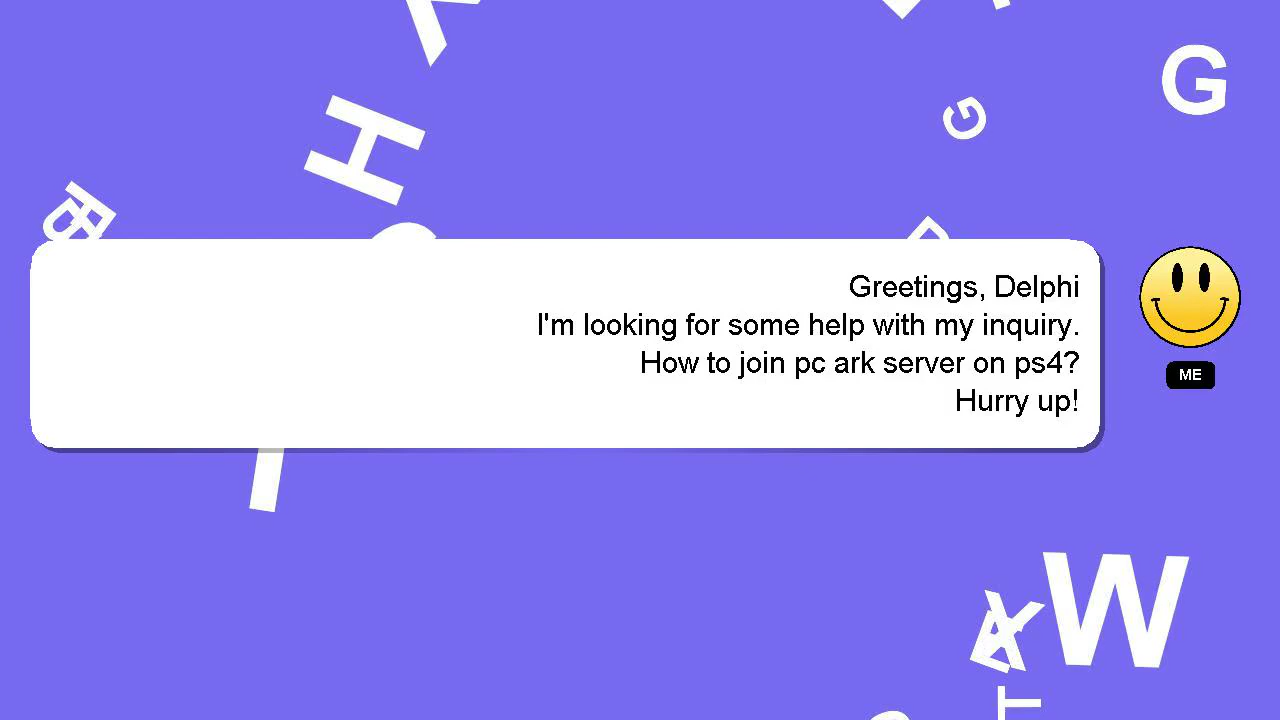 Greetings, Delphi
I'm looking for some help with my inquiry.
How to join pc ark server on ps4?
Hurry up!
ME
G
G
H
W
T